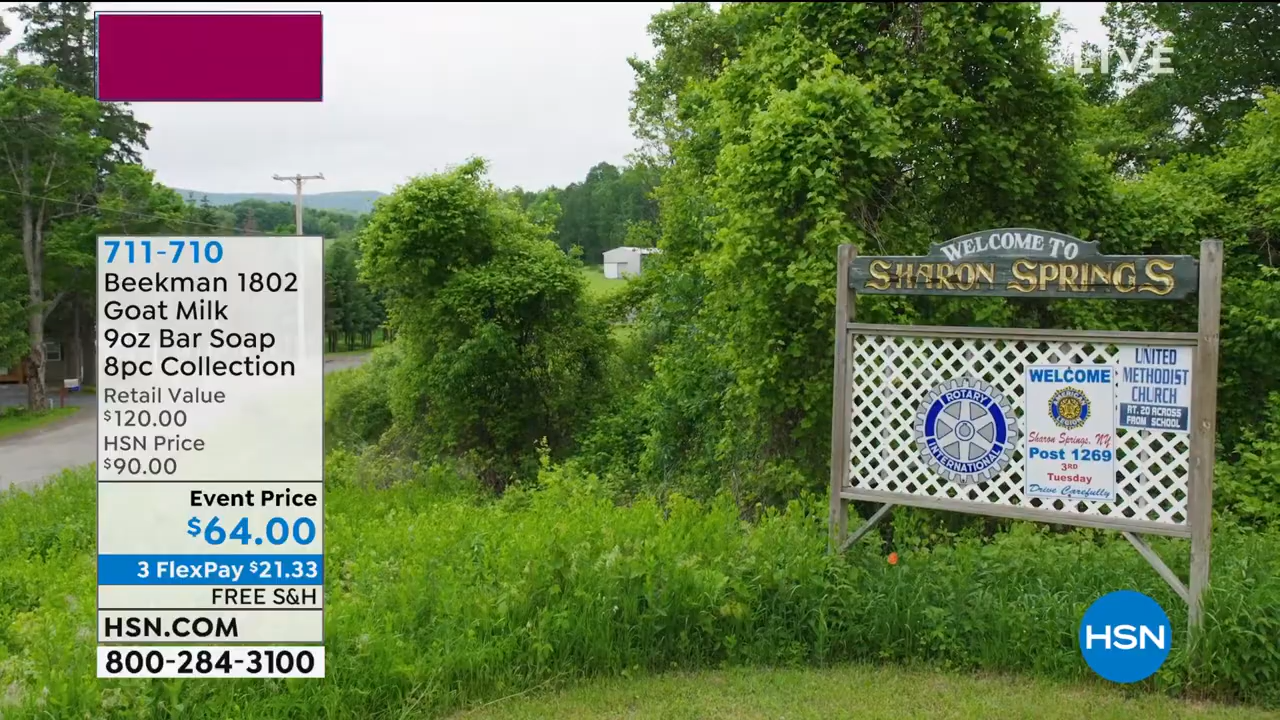 LIVE
711-710
Beekman 1802
Goat Milk
9oz Bar Soap
8pc Collection
Retail Value
$120.00
HSN Price
$90.00
Event Price
$64.00
3 FlexPay $21.33
FREE S&H
HSN.COM
800-284-3100
WELCOME TO
SHARON SPRINGS
ROTARY
INTERNATIONAL
WELCOME
Sharon Springs, NY
Post 1269
3RD
Tuesday
Drive Carefully
UNITED
METHODIST
CHURCH
RT. 20 ACROSS
FROM SCHOOL
HSN